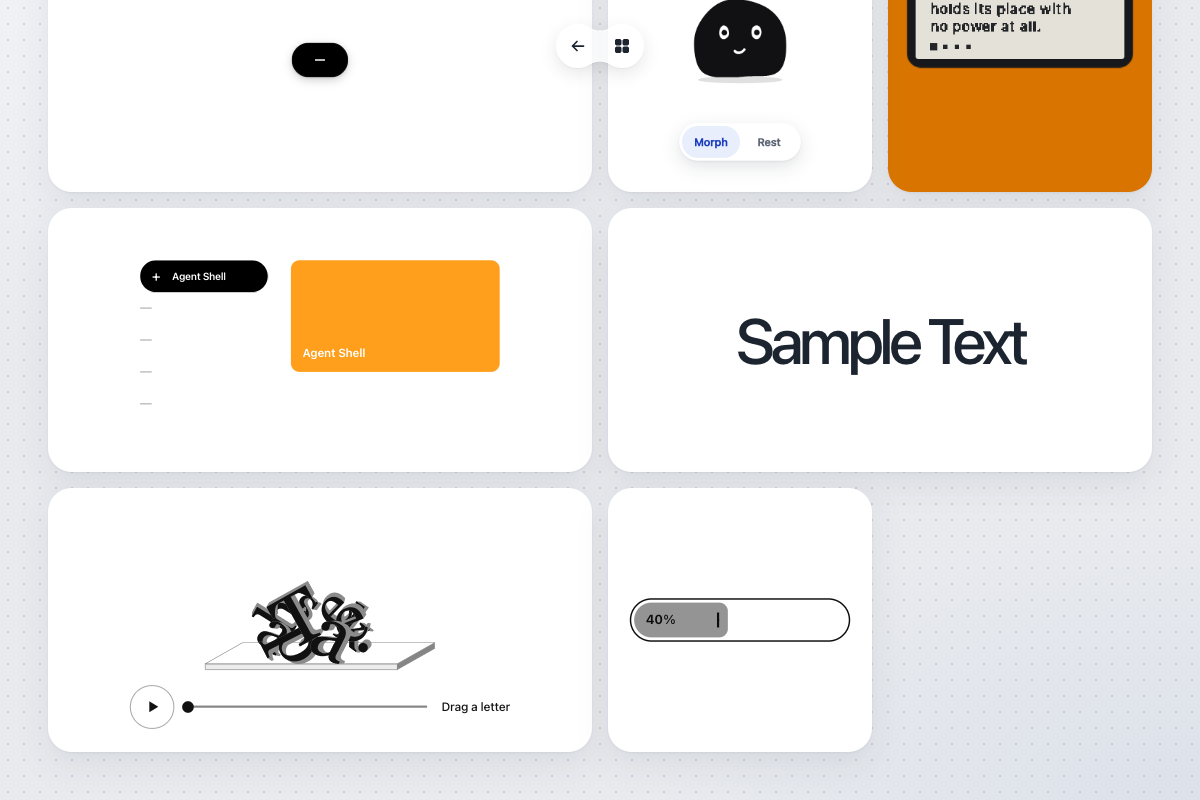 holds its place with
no power at all.
Morph
Rest
Agent Shell
Agent Shell
Sample Text
Drag a letter
40%